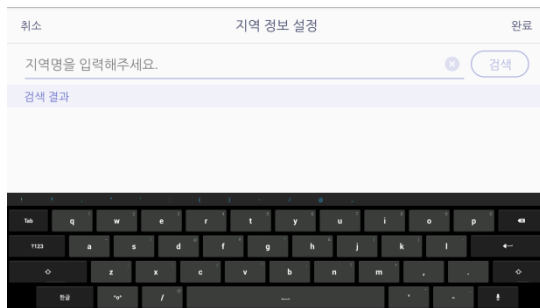 취소 지역 정보 설정 완료
지역명을 입력해주세요. 검색
검색 결과
Tab q w e r t y u i o p
?123 a s d f g h j k l
z x c v b n m , .
한글 "o" / ' -